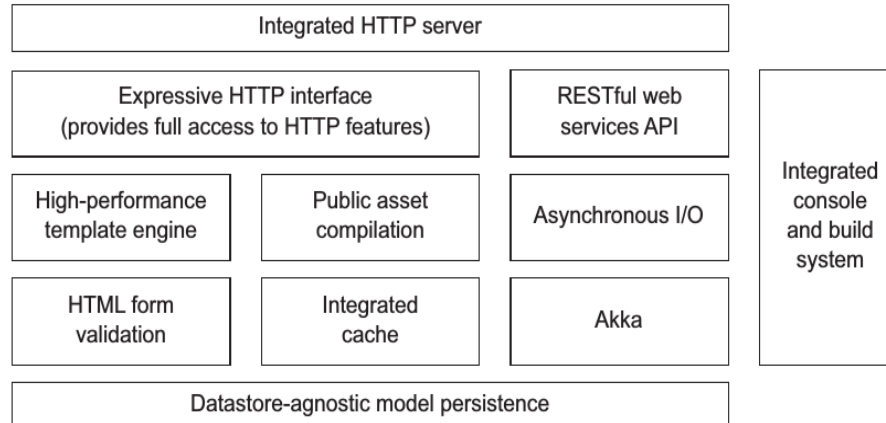 Integrated HTTP server
Expressive HTTP interface
(provides full access to HTTP features)
RESTful web
services API
High-performance
template engine
Public asset
compilation
Asynchronous I/O
HTML form
validation
Integrated
cache
Akka
Datastore-agnostic model persistence
Integrated
console
and build
system